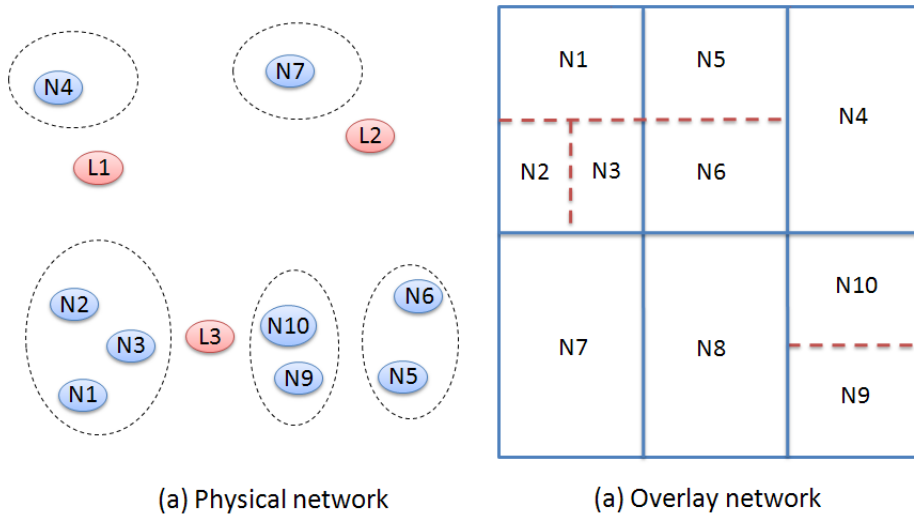 N4
N7
L2
L1
N2
N3
N1
L3
N10
N9
N6
N5
(a) Physical network
N1
N5
N4
N2
N3
N6
N7
N8
N10
N9
(a) Overlay network